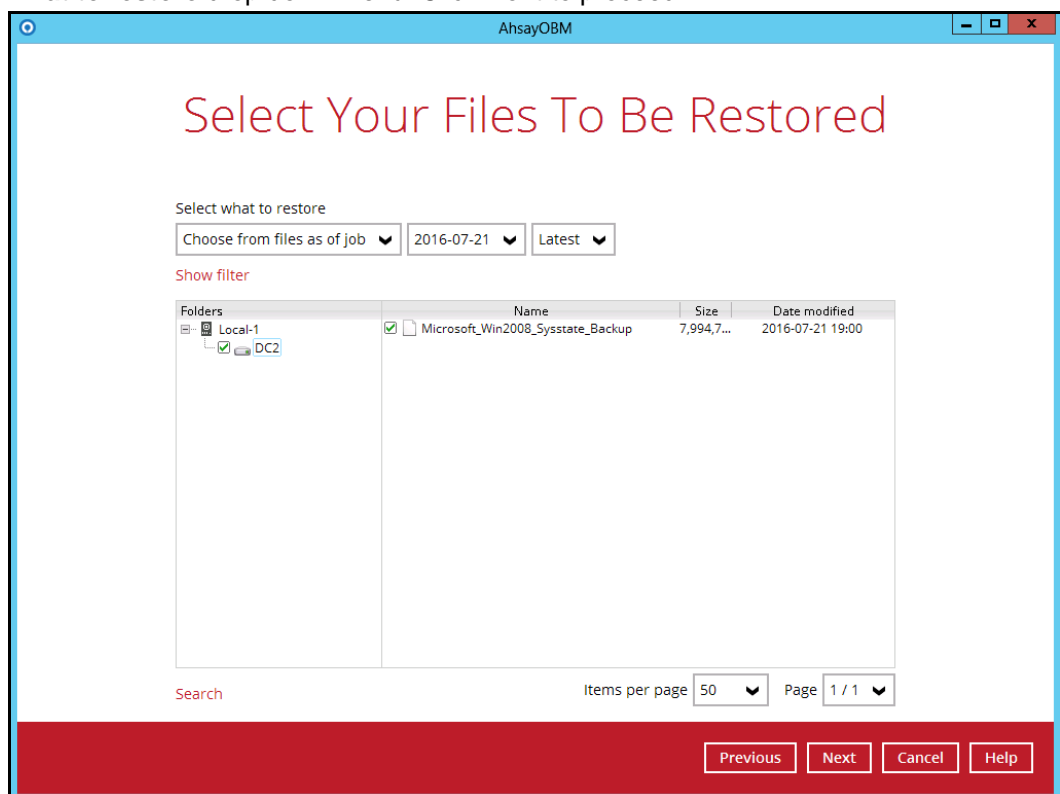 AhsayOBM
Select Your Files To Be Restored
Select what to restore
Choose from files as of job 2016-07-21 Latest
Show filter
Folders Name Size Date modified
Local-1 Microsoft_Win2008_Sysstate_Backup 7,994,7... 2016-07-21 19:00
DC2
Search Items per page 50 Page 1 / 1
Previous Next Cancel Help